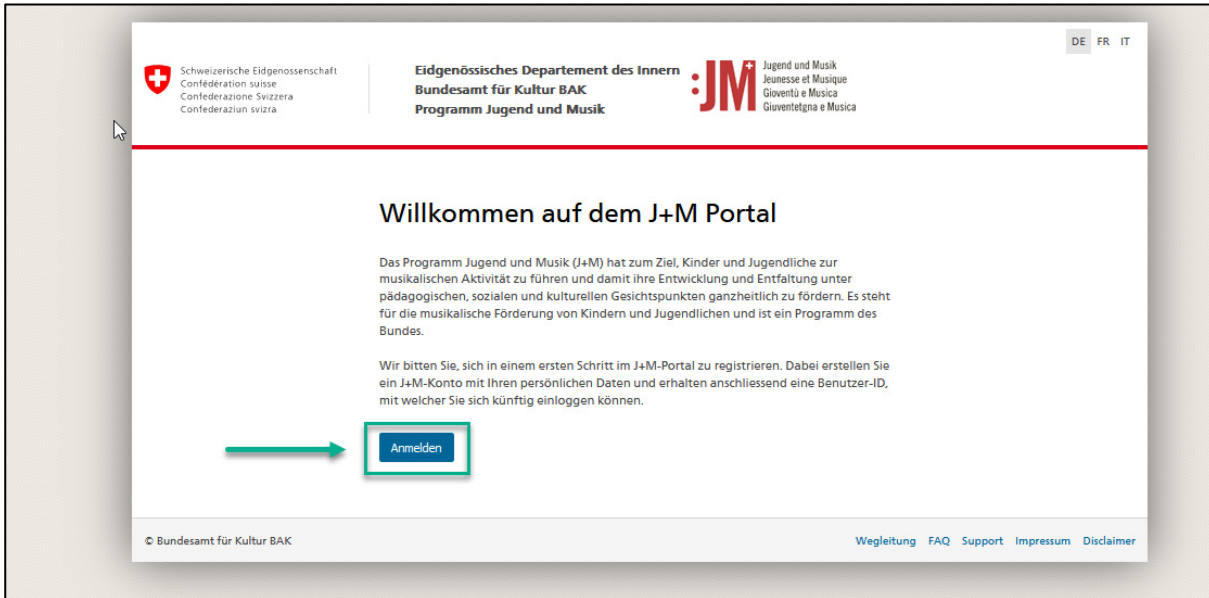 DE FR IT
Schweizerische Eidgenossenschaft
Confédération suisse
Confederazione Svizzera
Confederaziun svizra
Eidgenössisches Departement des Innern
Bundesamt für Kultur BAK
Programm Jugend und Musik
:JM
Jugend und Musik
Jeunesse et Musique
Gioventù e Musica
Giuventetgna e Musica
Willkommen auf dem J+M Portal
Das Programm Jugend und Musik (J+M) hat zum Ziel, Kinder und Jugendliche zur
musikalischen Aktivität zu führen und damit ihre Entwicklung und Entfaltung unter
pädagogischen, sozialen und kulturellen Gesichtspunkten ganzheitlich zu fördern. Es steht
für die musikalische Förderung von Kindern und Jugendlichen und ist ein Programm des
Bundes.
Wir bitten Sie, sich in einem ersten Schritt im J+M-Portal zu registrieren. Dabei erstellen Sie
ein J+M-Konto mit Ihren persönlichen Daten und erhalten anschliessend eine Benutzer-ID,
mit welcher Sie sich künftig einloggen können.
Anmelden
© Bundesamt für Kultur BAK
Wegleitung FAQ Support Impressum Disclaimer